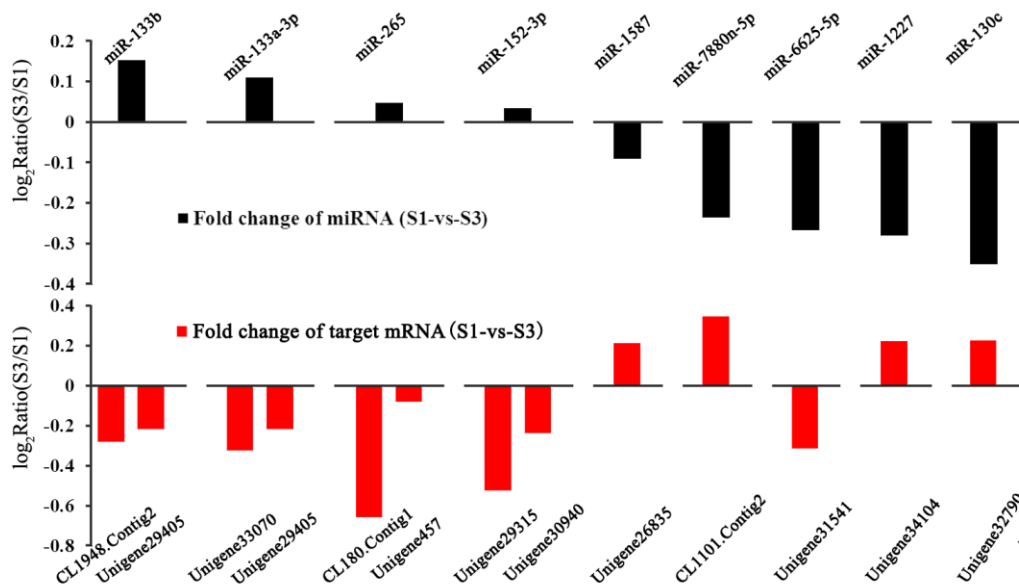 miR-133b
miR-133a-3p
miR-265
miR-152-3p
miR-1587
miR-7880n-5p
miR-6625-5p
miR-1227
miR-130c
log2Ratio(S3/S1)
0.2
0.1
0
-0.1
-0.2
-0.3
-0.4
Fold change of miRNA (S1-vs-S3)
log2Ratio(S3/S1)
0.4
0.2
0
-0.2
-0.4
-0.6
-0.8
Fold change of target mRNA (S1-vs-S3)
CL1948.Contig2
Unigene29405
Unigene33070
Unigene29405
CL180.Contig1
Unigene457
Unigene29315
Unigene30940
Unigene26835
CL1101.Contig2
Unigene31541
Unigene34104
Unigene32790